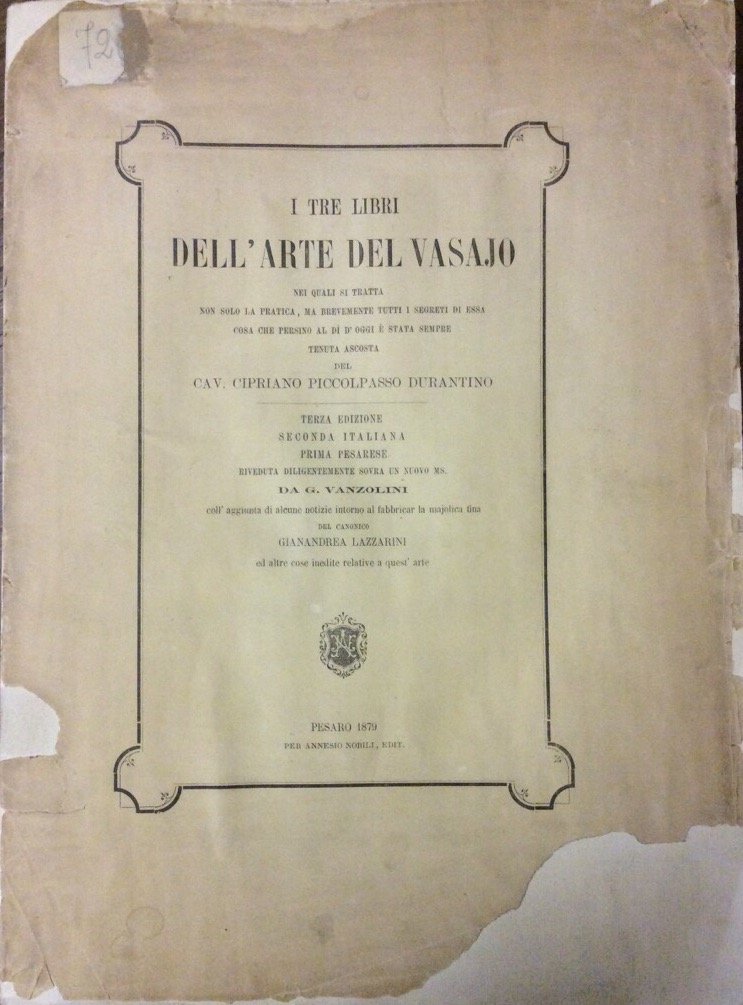 72
I TRE LIBRI
DELL'ARTE DEL VASAJO
NEI QUALI SI TRATTA
NON SOLO LA PRATICA, MA BREVEMENTE TUTTI I SEGRETI DI ESSA
COSA CHE PERSINO AL DÌ D'OGGI È STATA SEMPRE
TENUTA ASCOSTA
DEL
CAV. CIPRIANO PICCOLPASSO DURANTINO
TERZA EDIZIONE
SECONDA ITALIANA
PRIMA PESARESE
RIVEDUTA DILIGENTEMENTE SOVRA UN NUOVO MS.
DA G. VANZOLINI
coll' aggiunta di alcune notizie intorno al fabbricar la majolica fina
DEL CANONICO
GIANANDREA LAZZARINI
ed altre cose inedite relative a quest' arte
PESARO 1879
PER ANNESIO NOBILI, EDIT.